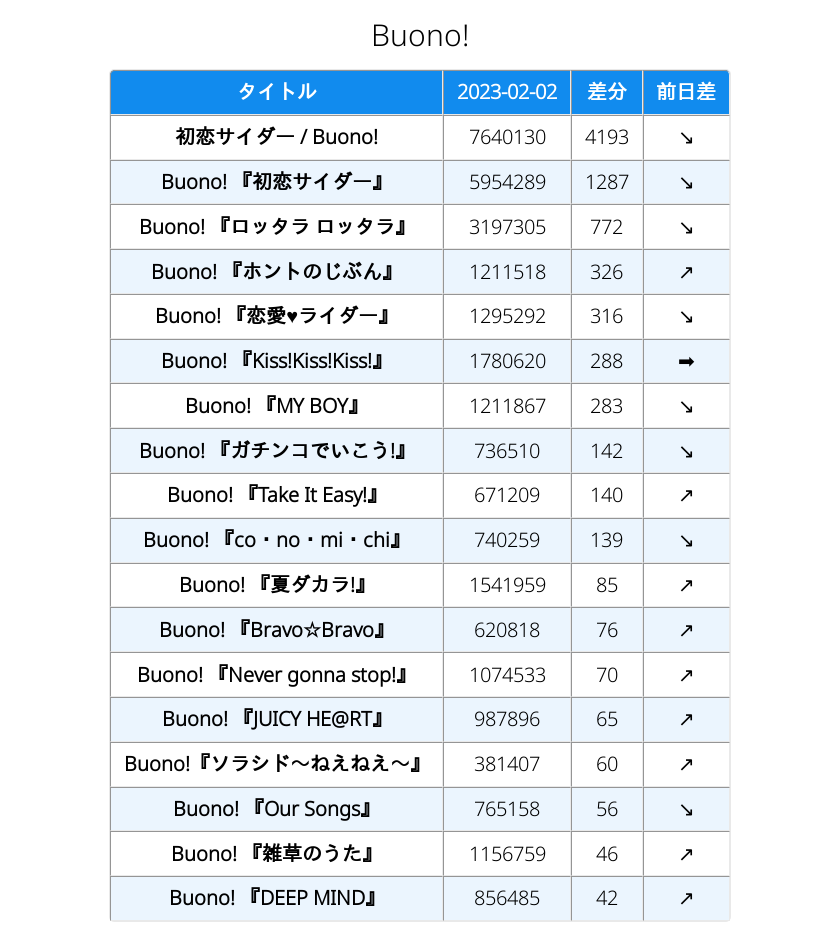 Buono!
タイトル 2023-02-02 差分 前日差
初恋サイダー / Buono! 7640130 4193 ↘
Buono! 『初恋サイダー』 5954289 1287 ↘
Buono! 『ロッタラ ロッタラ』 3197305 772 ↘
Buono! 『ホントのじぶん』 1211518 326 ↗
Buono! 『恋愛♥ライダー』 1295292 316 ↘
Buono! 『Kiss!Kiss!Kiss!』 1780620 288 ➡
Buono! 『MY BOY』 1211867 283 ↘
Buono! 『ガチンコでいこう!』 736510 142 ↘
Buono! 『Take It Easy!』 671209 140 ↗
Buono! 『co・no・mi・chi』 740259 139 ↘
Buono! 『夏ダカラ!』 1541959 85 ↗
Buono! 『Bravo☆Bravo』 620818 76 ↗
Buono! 『Never gonna stop!』 1074533 70 ↗
Buono! 『JUICY HE@RT』 987896 65 ↗
Buono!『ソラシド〜ねえねえ〜』 381407 60 ↗
Buono! 『Our Songs』 765158 56 ↘
Buono! 『雑草のうた』 1156759 46 ↗
Buono! 『DEEP MIND』 856485 42 ↗